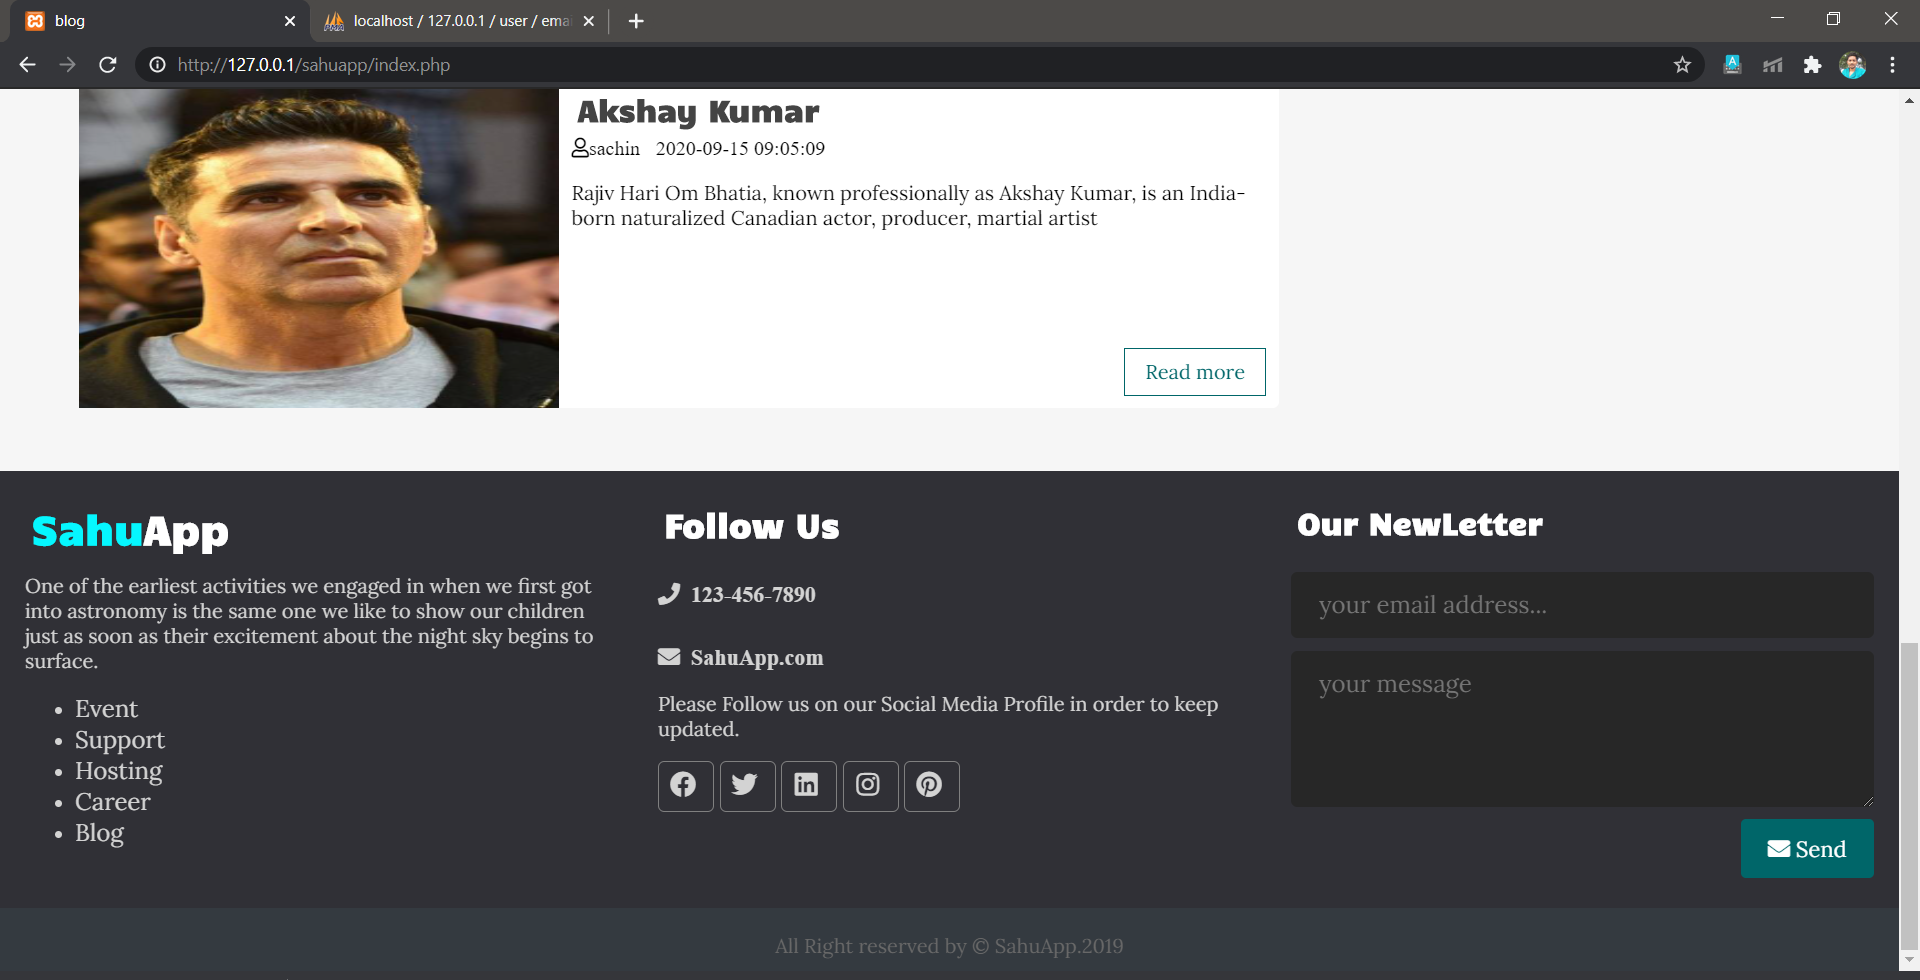 blog
localhost / 127.0.0.1 / user / ema
http://127.0.0.1/sahuapp/index.php
Akshay Kumar
sachin 2020-09-15 09:05:09
Rajiv Hari Om Bhatia, known professionally as Akshay Kumar, is an India-
born naturalized Canadian actor, producer, martial artist
Read more
SahuApp
One of the earliest activities we engaged in when we first got
into astronomy is the same one we like to show our children
just as soon as their excitement about the night sky begins to
surface.
Event
Support
Hosting
Career
Blog
Follow Us
123-456-7890
SahuApp.com
Please Follow us on our Social Media Profile in order to keep
updated.
Our NewLetter
your email address...
your message
Send
All Right reserved by © SahuApp.2019